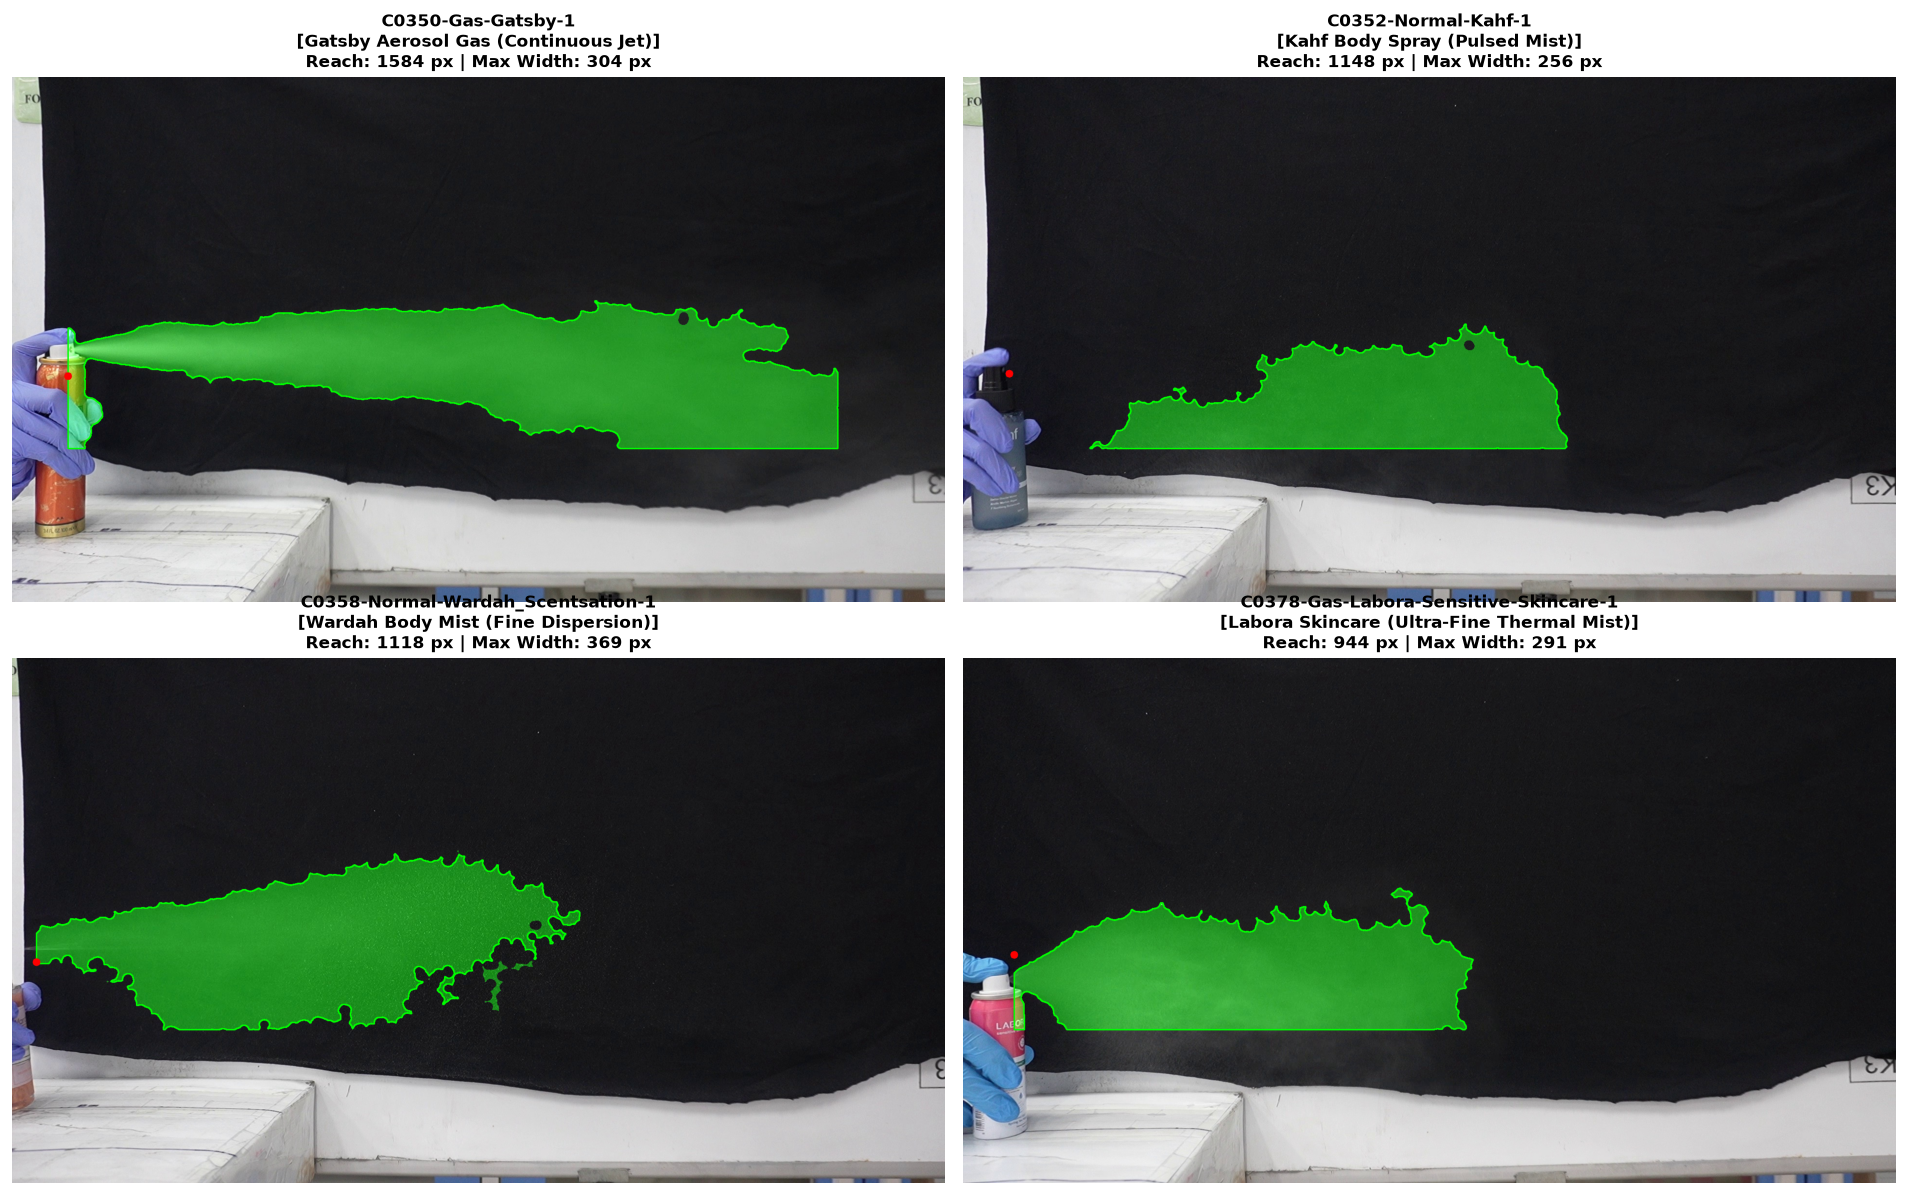 C0350-Gas-Gatsby-1
[Gatsby Aerosol Gas (Continuous Jet)]
Reach: 1584 px | Max Width: 304 px
FO
C0352-Normal-Kahf-1
[Kahf Body Spray (Pulsed Mist)]
Reach: 1148 px | Max Width: 256 px
FO
C0358-Normal-Wardah_Scentsation-1
[Wardah Body Mist (Fine Dispersion)]
Reach: 1118 px | Max Width: 369 px
C0378-Gas-Labora-Sensitive-Skincare-1
[Labora Skincare (Ultra-Fine Thermal Mist)]
Reach: 944 px | Max Width: 291 px
LABO